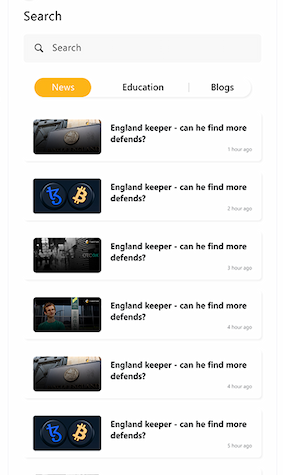 Search
Search
News
Education
Blogs
England keeper - can he find more
defends?
1 hour ago
England keeper - can he find more
defends?
2 hour ago
England keeper - can he find more
defends?
3 hour ago
England keeper - can he find more
defends?
4 hour ago
England keeper - can he find more
defends?
4 hour ago
England keeper - can he find more
defends?
5 hour ago